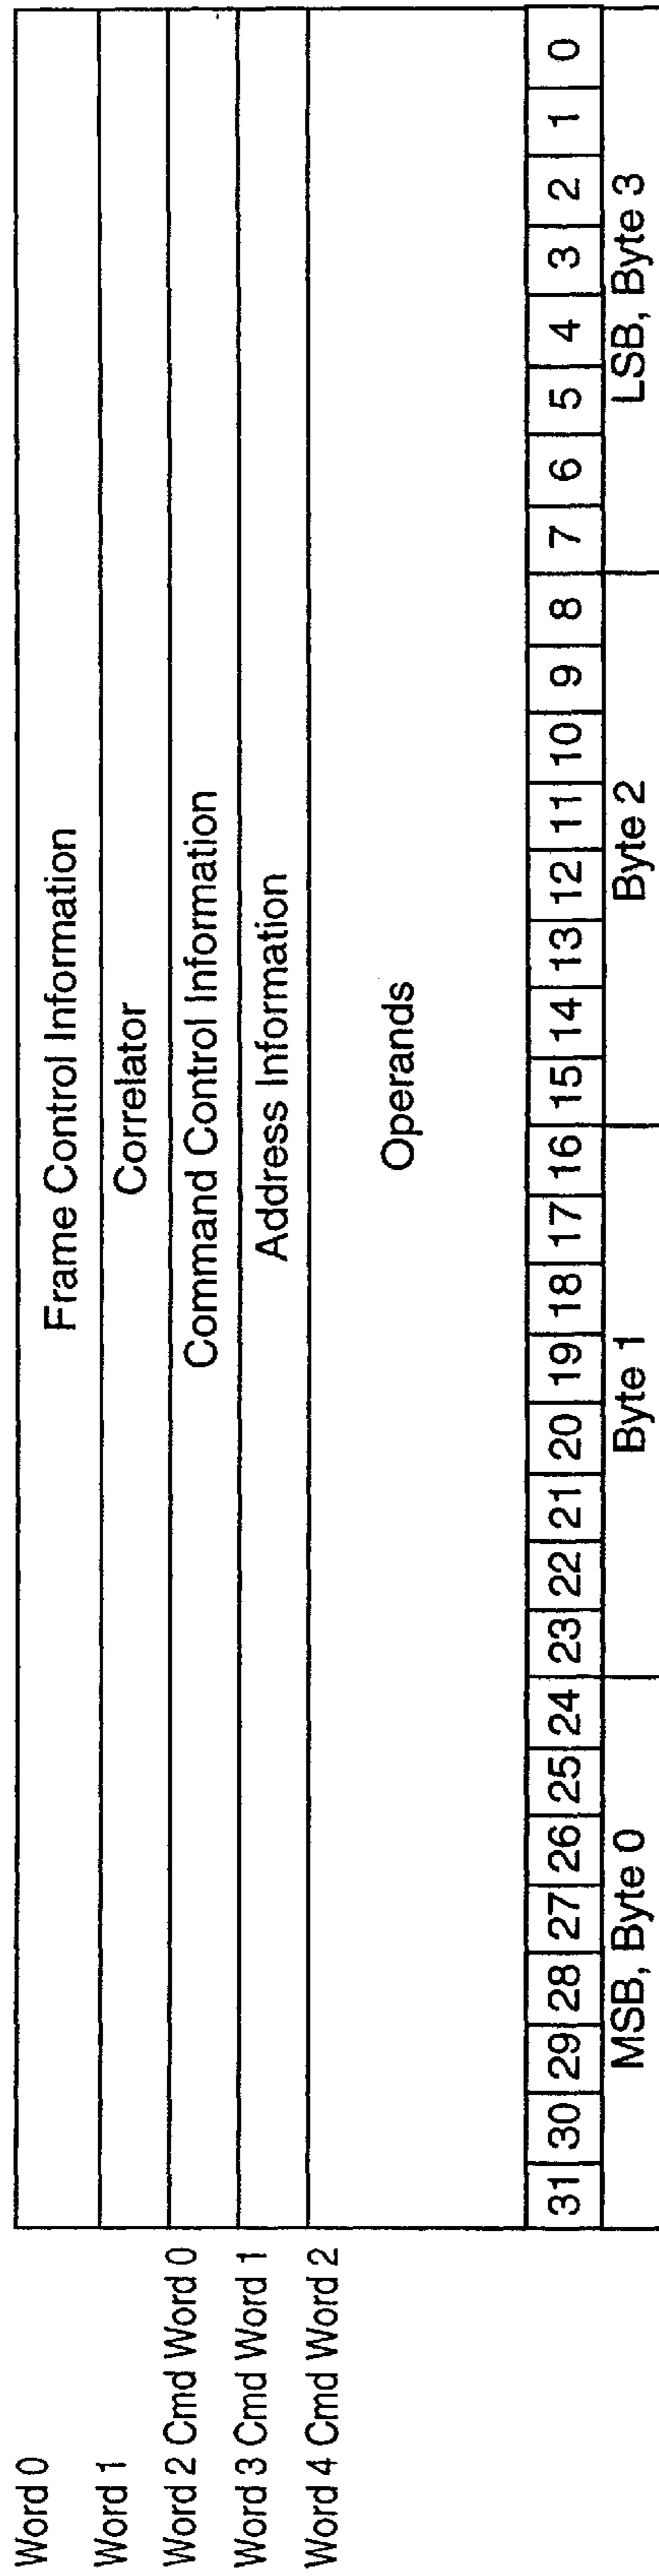 Word 0 Frame Control Information
Word 1 Correlator
Word 2 Cmd Word 0 Command Control Information
Word 3 Cmd Word 1 Address Information
Word 4 Cmd Word 2 Operands
31 30 29 28 27 26 25 24 23 22 21 20 19 18 17 16 15 14 13 12 11 10 9 8 7 6 5 4 3 2 1 0
MSB, Byte 0 Byte 1 Byte 2 LSB, Byte 3